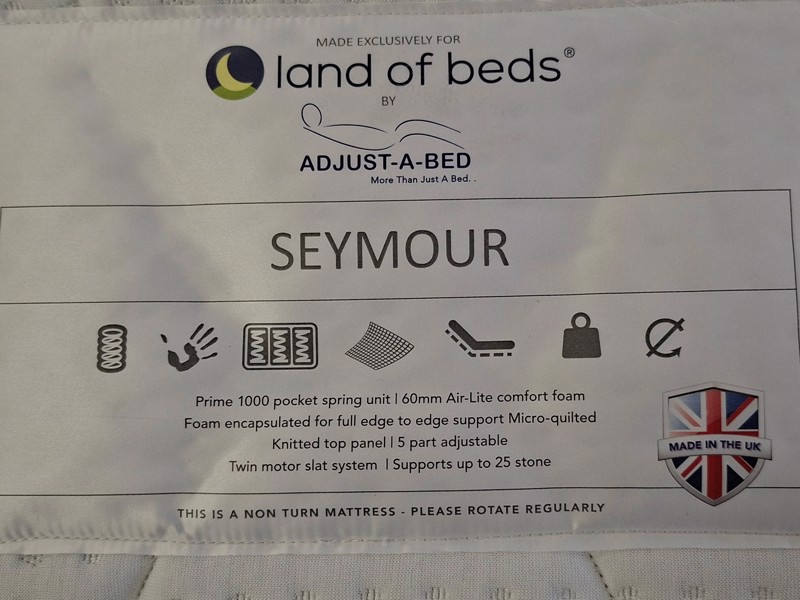 MADE EXCLUSIVELY FOR
land of beds®
BY
ADJUST-A-BED
More Than Just A Bed. .
SEYMOUR
Prime 1000 pocket spring unit | 60mm Air-Lite comfort foam
Foam encapsulated for full edge to edge support Micro-quilted
Knitted top panel | 5 part adjustable
Twin motor slat system | Supports up to 25 stone
MADE IN THE UK
THIS IS A NON TURN MATTRESS - PLEASE ROTATE REGULARLY